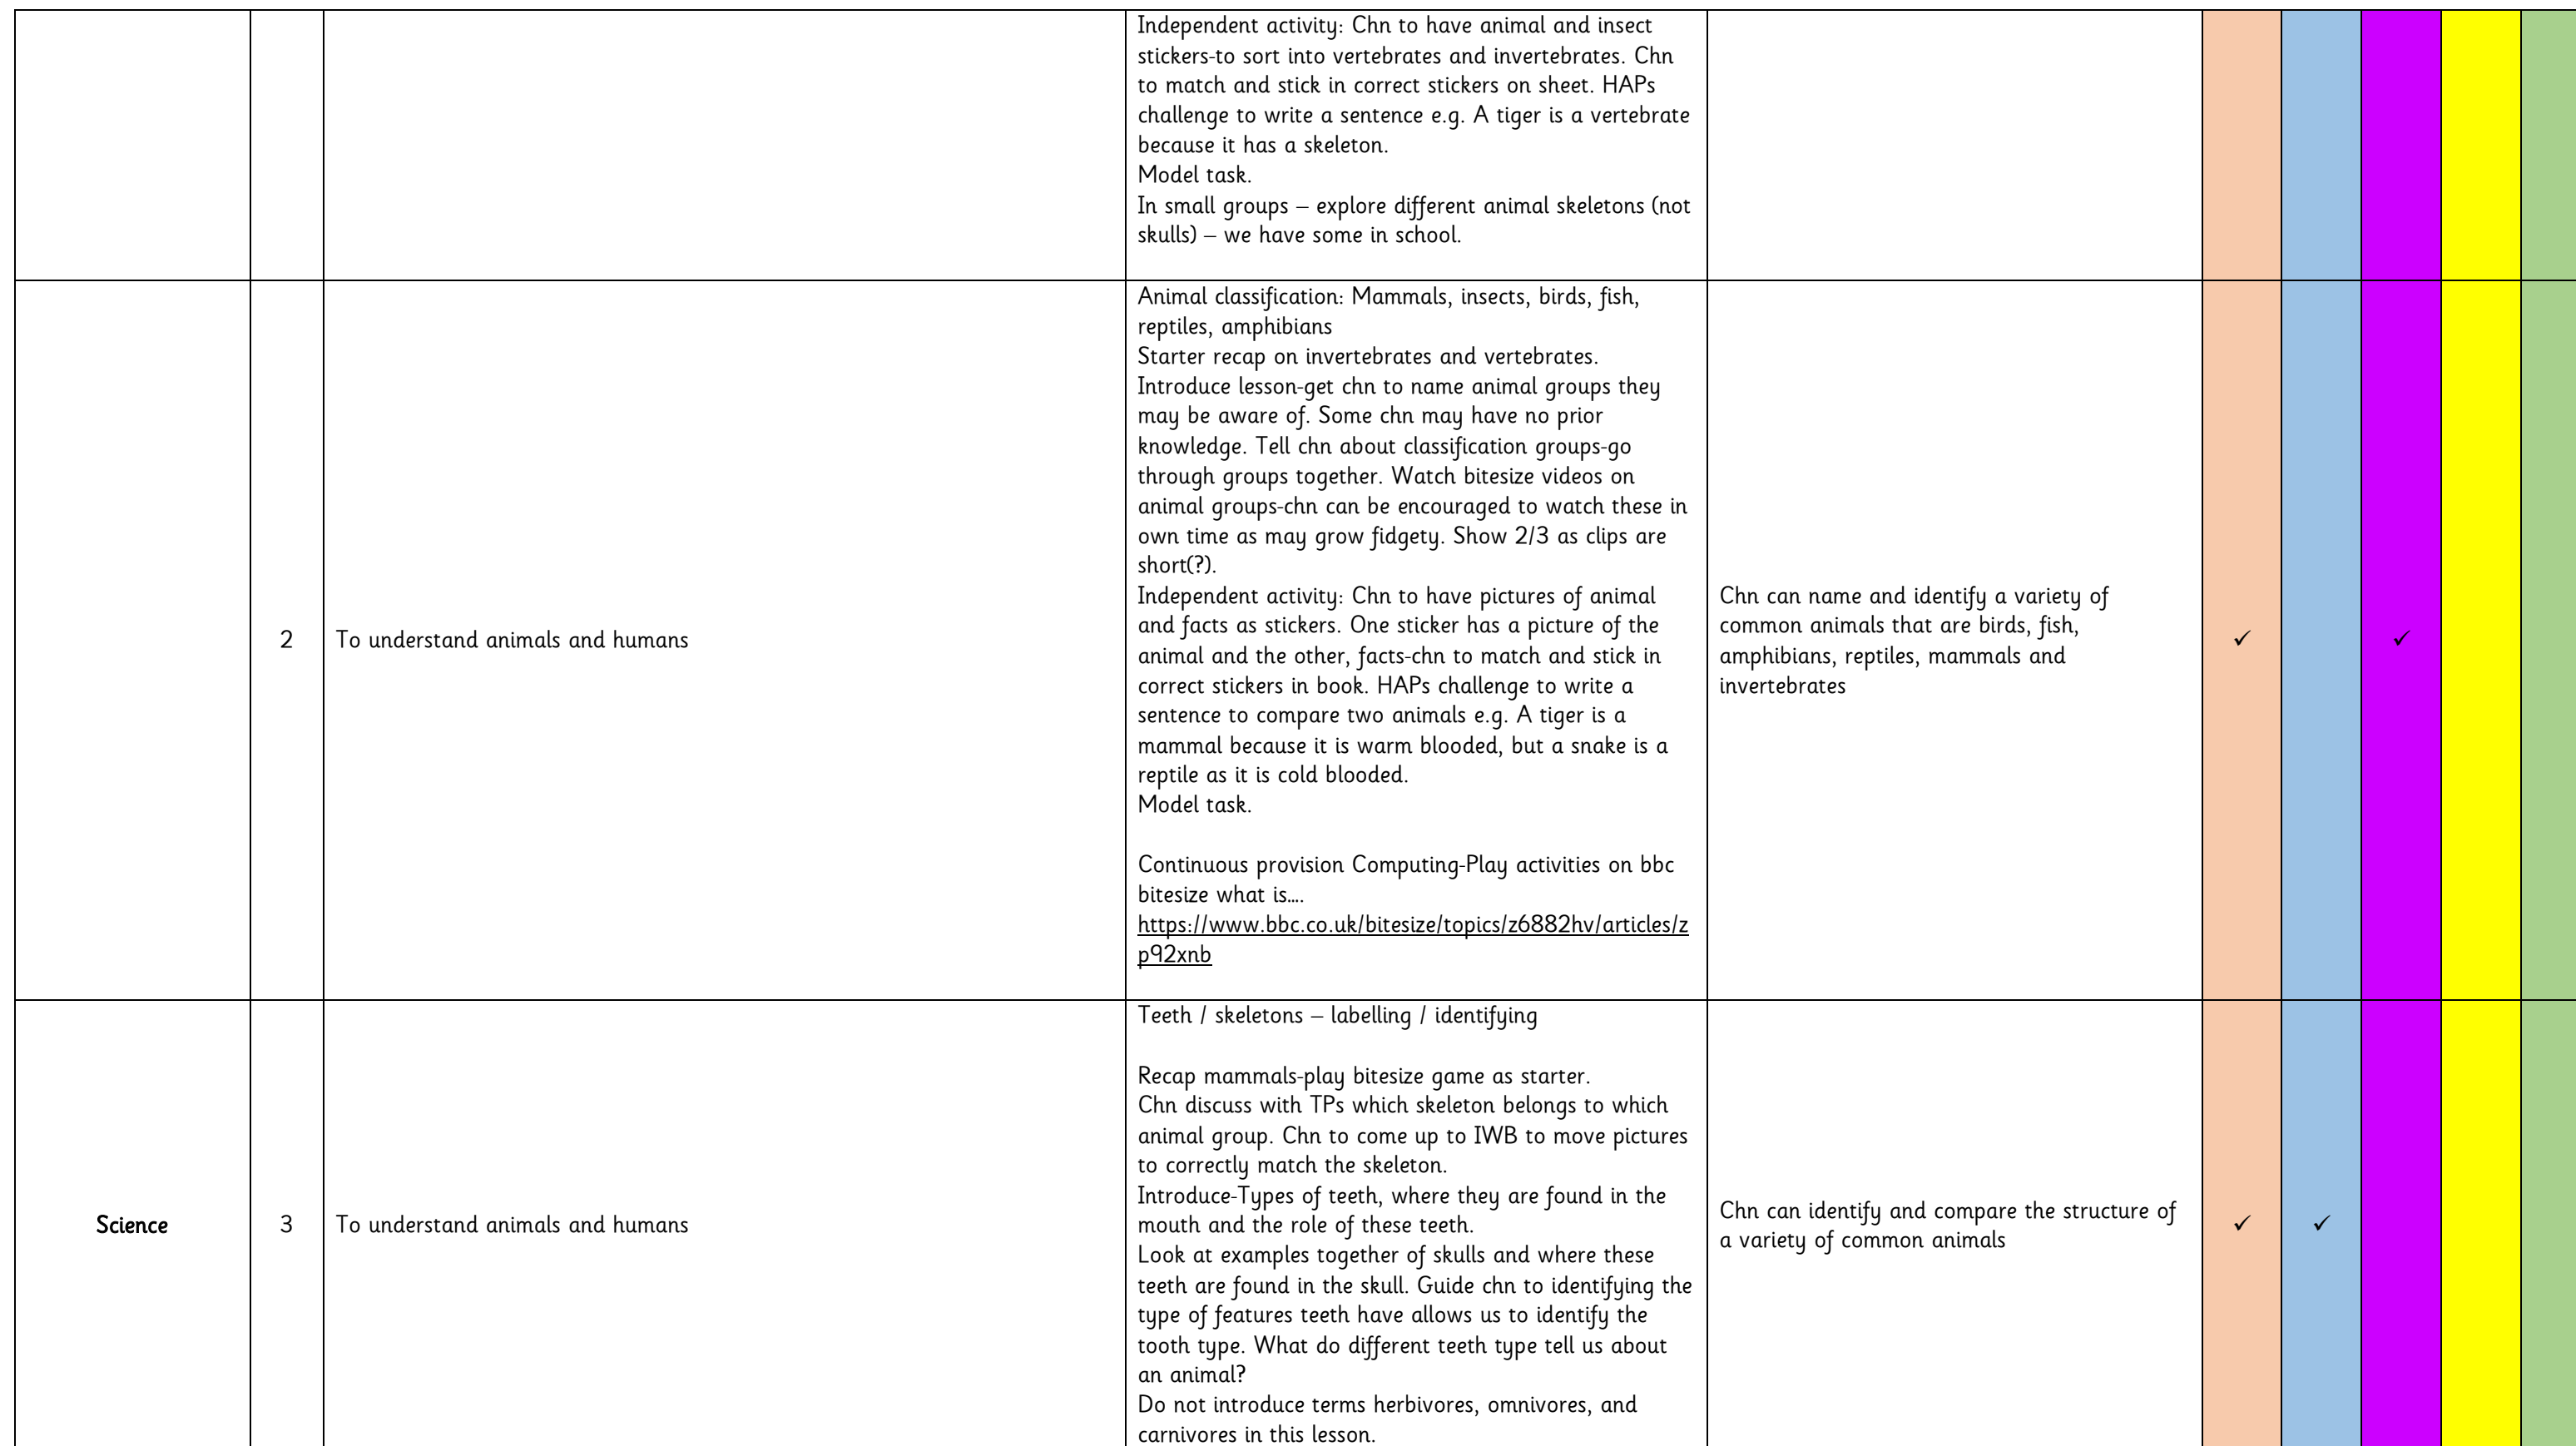 Independent activity: Chn to have animal and insect
stickers-to sort into vertebrates and invertebrates. Chn
to match and stick in correct stickers on sheet. HAPs
challenge to write a sentence e.g. A tiger is a vertebrate
because it has a skeleton.
Model task.
In small groups – explore different animal skeletons (not
skulls) – we have some in school.
2
To understand animals and humans
Animal classification: Mammals, insects, birds, fish,
reptiles, amphibians
Starter recap on invertebrates and vertebrates.
Introduce lesson-get chn to name animal groups they
may be aware of. Some chn may have no prior
knowledge. Tell chn about classification groups-go
through groups together. Watch bitesize videos on
animal groups-chn can be encouraged to watch these in
own time as may grow fidgety. Show 2/3 as clips are
short(?).
Independent activity: Chn to have pictures of animal
and facts as stickers. One sticker has a picture of the
animal and the other, facts-chn to match and stick in
correct stickers in book. HAPs challenge to write a
sentence to compare two animals e.g. A tiger is a
mammal because it is warm blooded, but a snake is a
reptile as it is cold blooded.
Model task.
Continuous provision Computing-Play activities on bbc
bitesize what is….
https://www.bbc.co.uk/bitesize/topics/z6882hv/articles/z
p92xnb
Chn can name and identify a variety of
common animals that are birds, fish,
amphibians, reptiles, mammals and
invertebrates
✓ ✓
Science
3
To understand animals and humans
Teeth / skeletons – labelling / identifying
Recap mammals-play bitesize game as starter.
Chn discuss with TPs which skeleton belongs to which
animal group. Chn to come up to IWB to move pictures
to correctly match the skeleton.
Introduce-Types of teeth, where they are found in the
mouth and the role of these teeth.
Look at examples together of skulls and where these
teeth are found in the skull. Guide chn to identifying the
type of features teeth have allows us to identify the
tooth type. What do different teeth type tell us about
an animal?
Do not introduce terms herbivores, omnivores, and
carnivores in this lesson.
Chn can identify and compare the structure of
a variety of common animals
✓ ✓